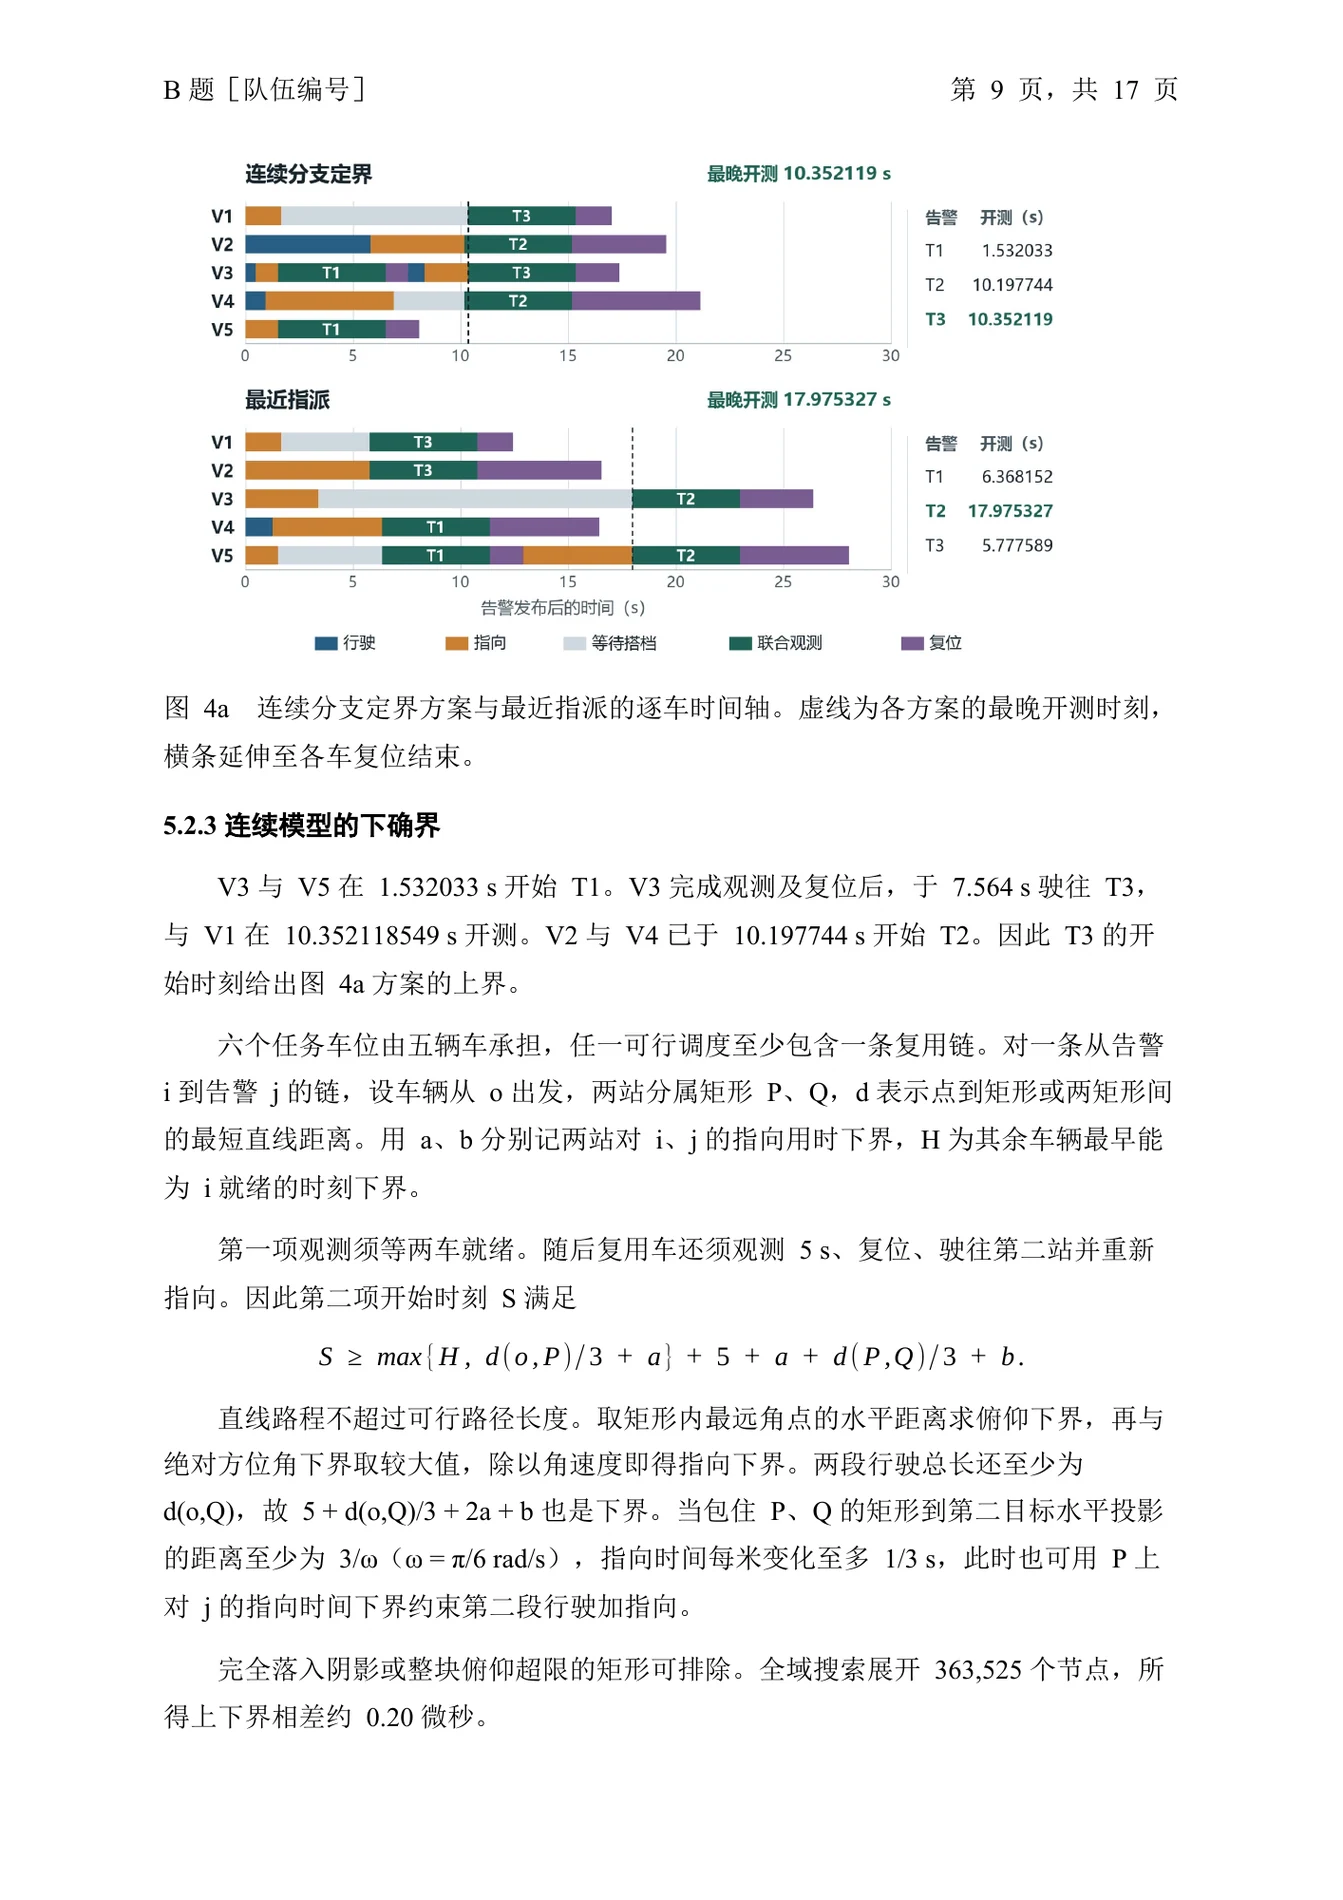 B 题［队伍编号］ 第 9 页，共 17 页
连续分支定界 最晚开测 10.352119 s
V1 T3
V2 T2
V3 T1 T3
V4 T2
V5 T1
0 5 10 15 20 25 30
告警 开测（s）
T1 1.532033
T2 10.197744
T3 10.352119
最近指派 最晚开测 17.975327 s
V1 T3
V2 T3
V3 T2
V4 T1
V5 T1 T2
0 5 10 15 20 25 30
告警发布后的时间（s）
告警 开测（s）
T1 6.368152
T2 17.975327
T3 5.777589
行驶 指向 等待搭档 联合观测 复位
图 4a 连续分支定界方案与最近指派的逐车时间轴。虚线为各方案的最晚开测时刻，
横条延伸至各车复位结束。
5.2.3 连续模型的下确界
V3 与 V5 在 1.532033 s 开始 T1。V3 完成观测及复位后，于 7.564 s 驶往 T3，
与 V1 在 10.352118549 s 开测。V2 与 V4 已于 10.197744 s 开始 T2。因此 T3 的开
始时刻给出图 4a 方案的上界。
六个任务车位由五辆车承担，任一可行调度至少包含一条复用链。对一条从告警
i 到告警 j 的链，设车辆从 o 出发，两站分属矩形 P、Q，d 表示点到矩形或两矩形间
的最短直线距离。用 a、b 分别记两站对 i、j 的指向用时下界，H 为其余车辆最早能
为 i 就绪的时刻下界。
第一项观测须等两车就绪。随后复用车还须观测 5 s、复位、驶往第二站并重新
指向。因此第二项开始时刻 S 满足
S ≥ max{H, d(o,P)/3 + a} + 5 + a + d(P,Q)/3 + b.
直线路程不超过可行路径长度。取矩形内最远角点的水平距离求俯仰下界，再与
绝对方位角下界取较大值，除以角速度即得指向下界。两段行驶总长还至少为
d(o,Q)，故 5 + d(o,Q)/3 + 2a + b 也是下界。当包住 P、Q 的矩形到第二目标水平投影
的距离至少为 3/ω（ω = π/6 rad/s），指向时间每米变化至多 1/3 s，此时也可用 P 上
对 j 的指向时间下界约束第二段行驶加指向。
完全落入阴影或整块俯仰超限的矩形可排除。全域搜索展开 363,525 个节点，所
得上下界相差约 0.20 微秒。